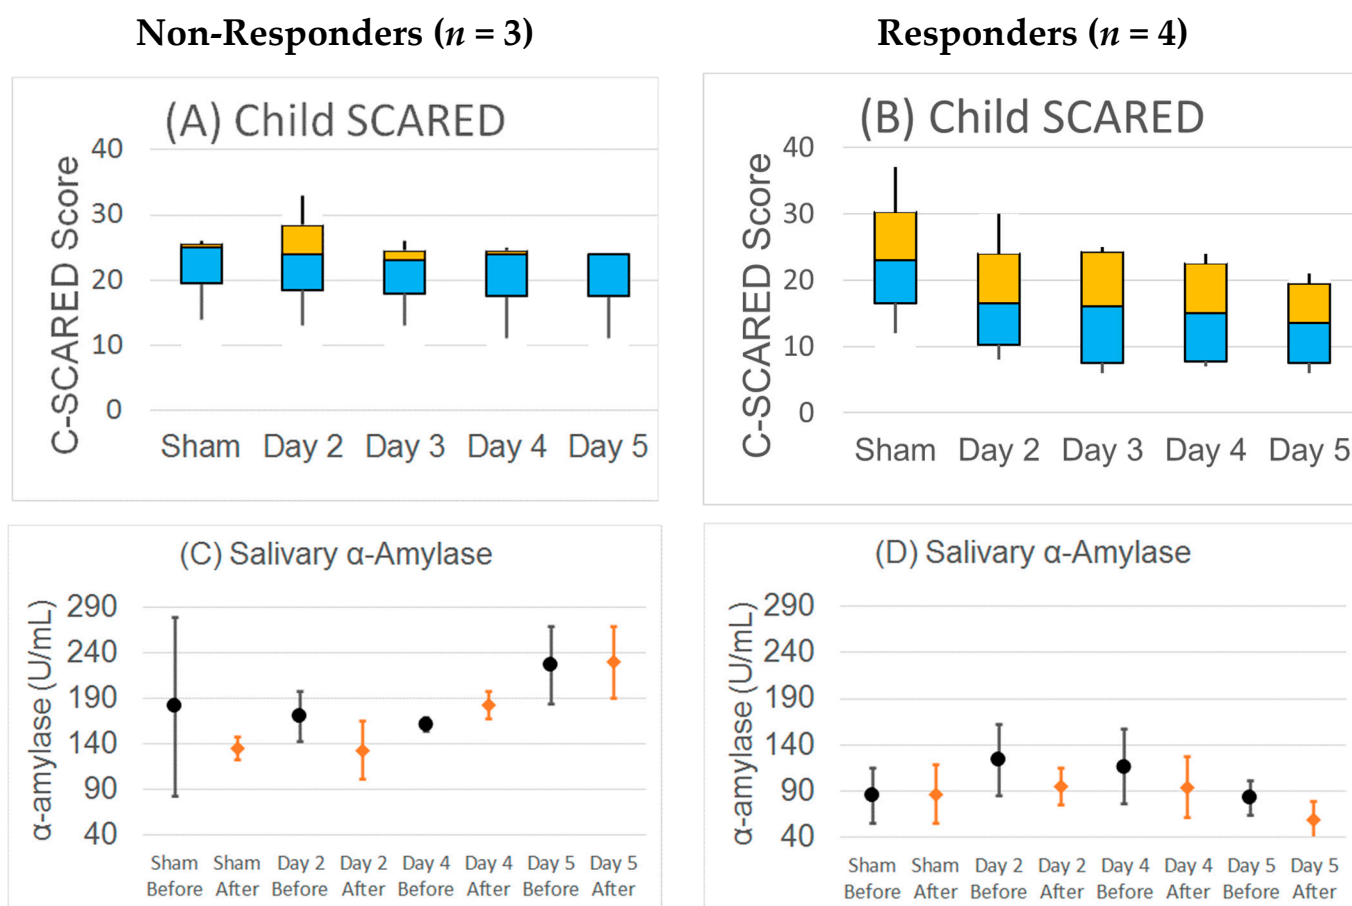 Non-Responders (n = 3)
Responders (n = 4)
(A) Child SCARED
C-SCARED Score
40
30
20
10
0
Sham Day 2 Day 3 Day 4 Day 5
(B) Child SCARED
C-SCARED Score
40
30
20
10
0
Sham Day 2 Day 3 Day 4 Day 5
(C) Salivary α-Amylase
α-amylase (U/mL)
290
240
190
140
90
40
Sham Sham Day 2 Day 2 Day 4 Day 4 Day 5 Day 5
Before After Before After Before After Before After
(D) Salivary α-Amylase
α-amylase (U/mL)
290
240
190
140
90
40
Sham Sham Day 2 Day 2 Day 4 Day 4 Day 5 Day 5
Before After Before After Before After Before After